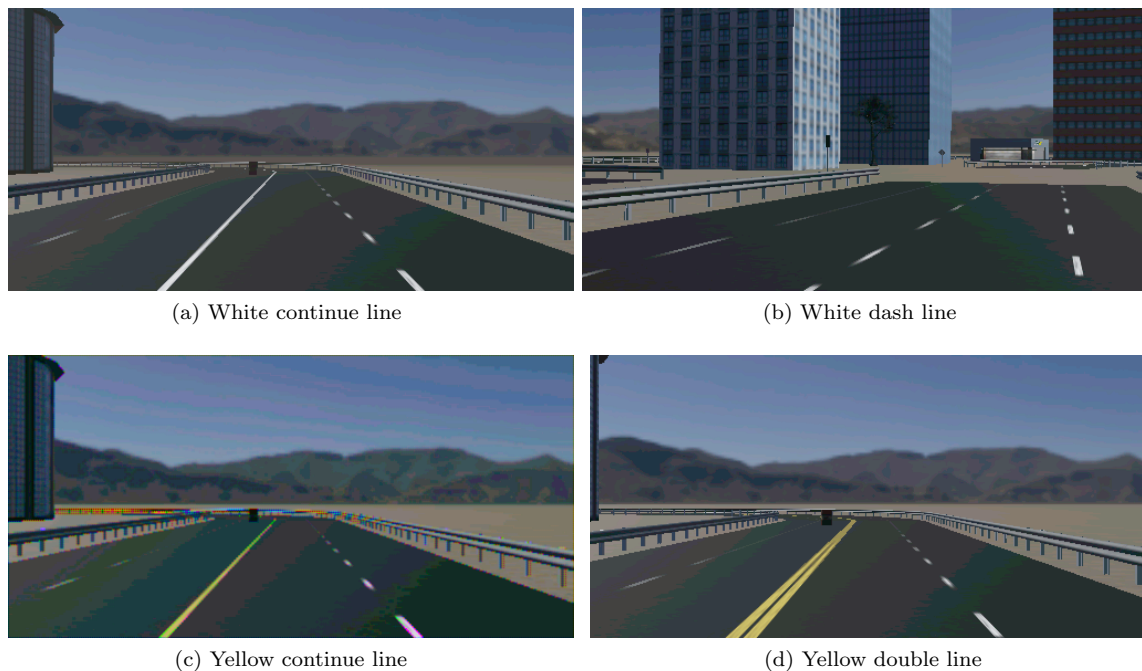 (a) White continue line
(b) White dash line
(c) Yellow continue line
(d) Yellow double line